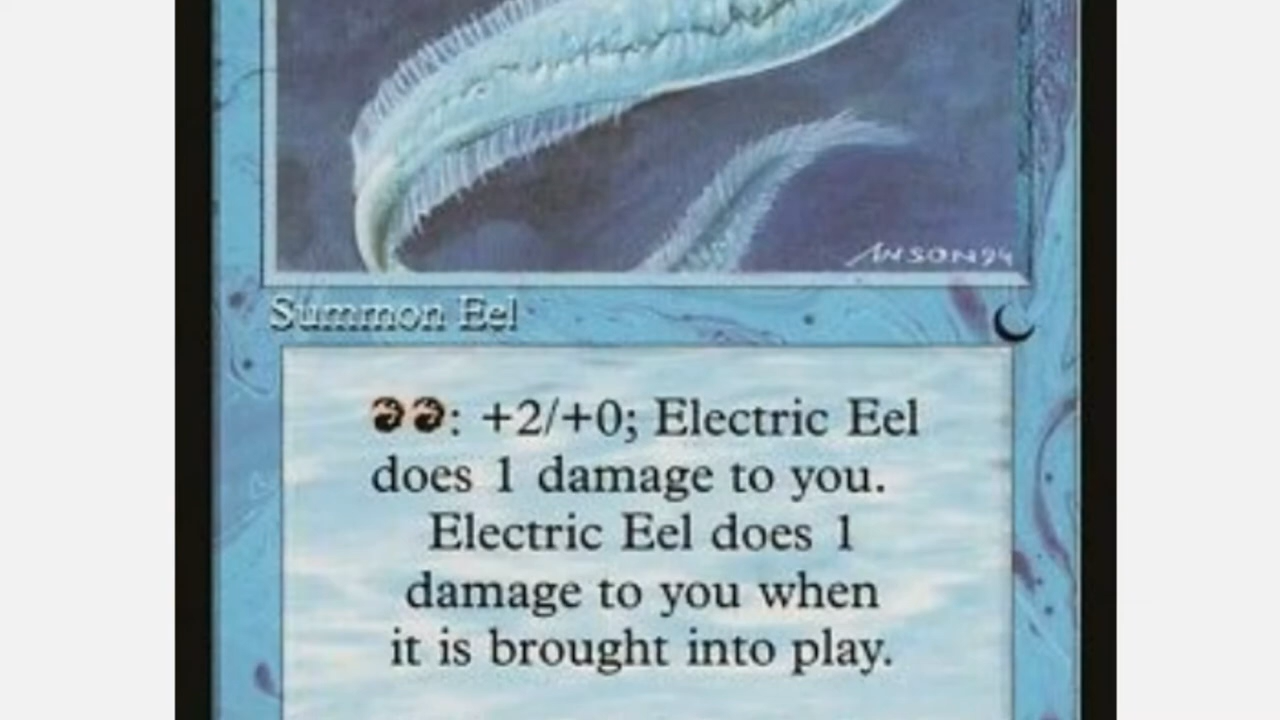 ANSON94
Summon Eel
: +2/+0; Electric Eel
does 1 damage to you.
Electric Eel does 1
damage to you when
it is brought into play.